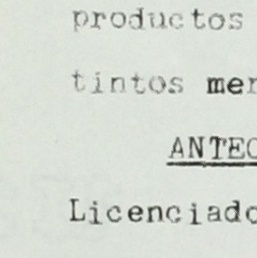 productos
tintos mer
ANTEC
Licenciado